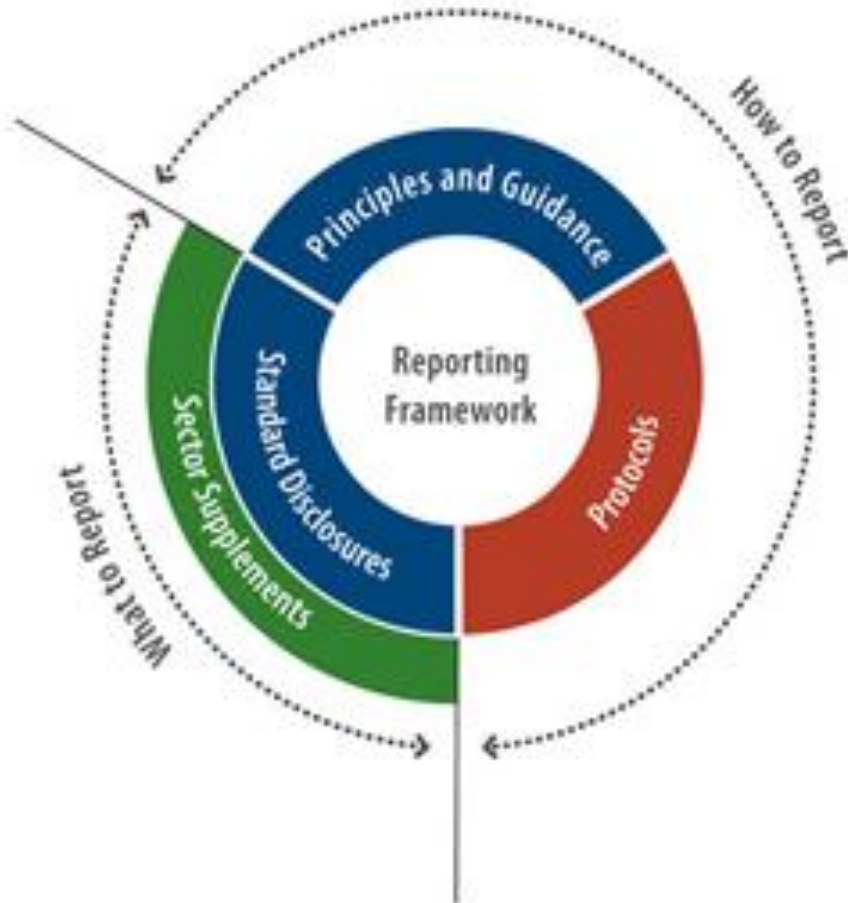 How to Report
Principles and Guidance
Reporting
Framework
Standard Disclosures
Sector Supplements
Protocols
What to Report